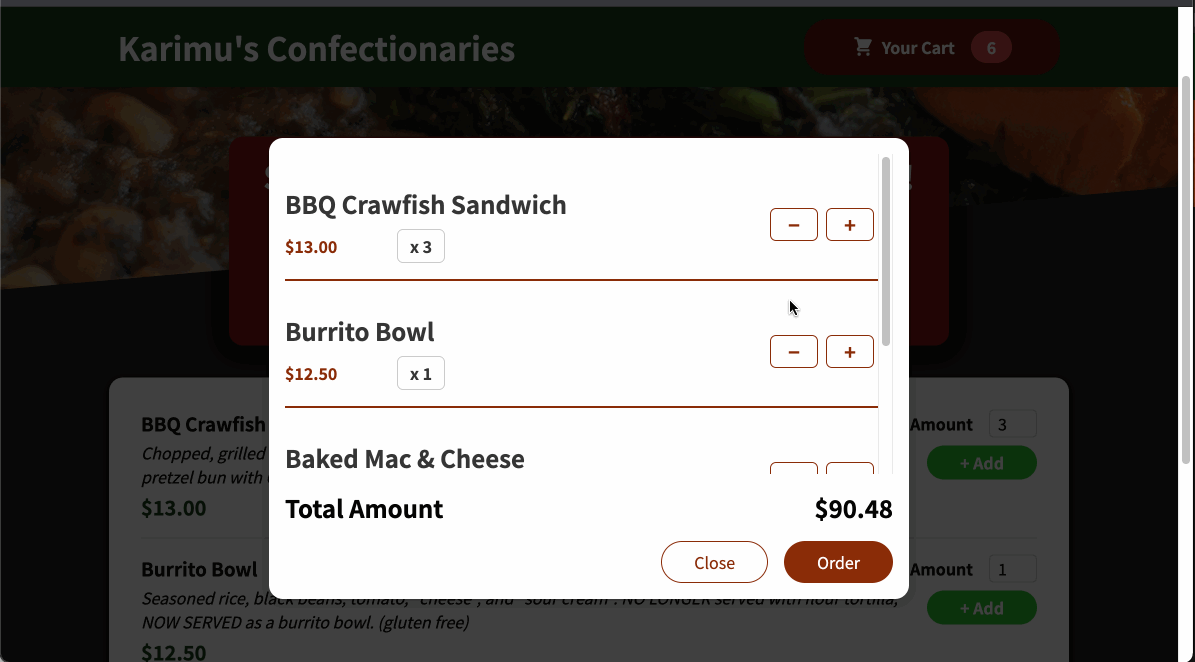 Karimu's Confectionaries
Your Cart 6
BBQ Crawfish Sandwich
$13.00 x 3
− +
Burrito Bowl
$12.50 x 1
− +
Baked Mac & Cheese
Total Amount $90.48
Close Order
BBQ Crawfish
Chopped, grilled
pretzel bun with
$13.00
Amount 3
+ Add
Burrito Bowl
Seasoned rice, black beans, tomato, "cheese", and "sour cream". NO LONGER served with flour tortilla,
NOW SERVED as a burrito bowl. (gluten free)
$12.50
Amount 1
+ Add